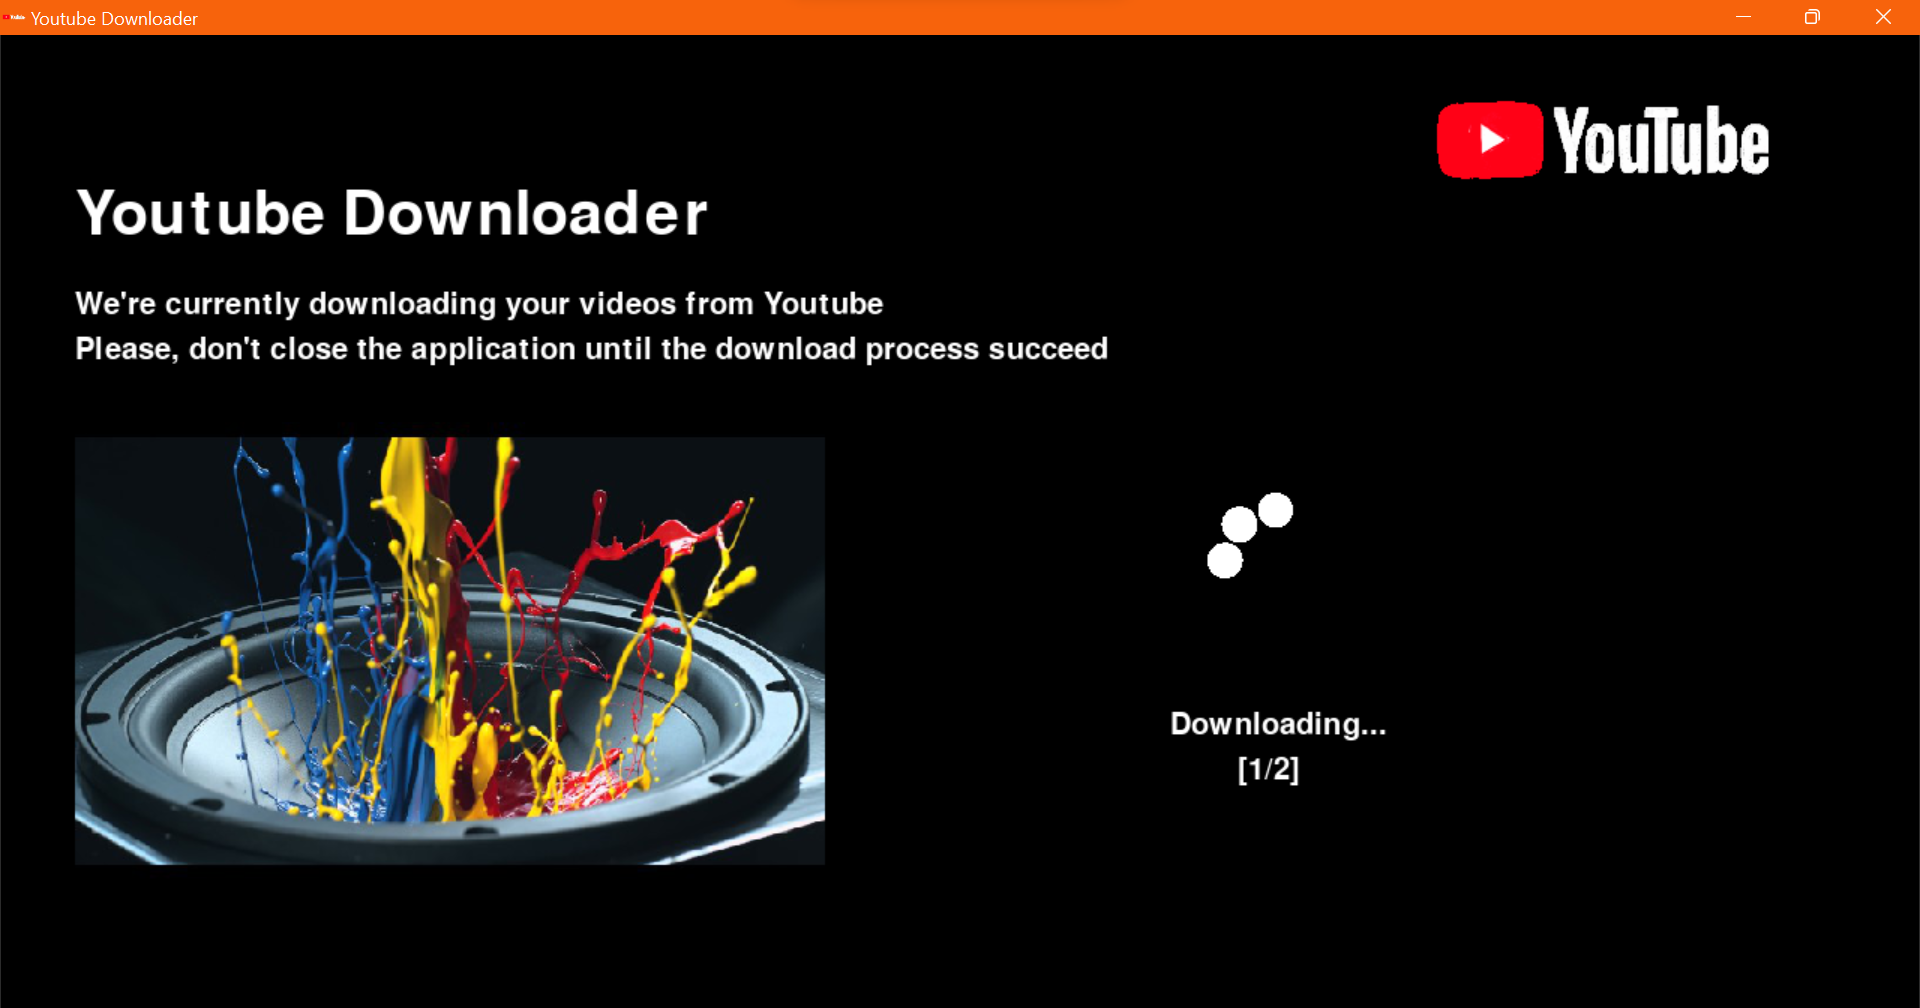 Youtube Downloader
YouTube
Youtube Downloader
We're currently downloading your videos from Youtube
Please, don't close the application until the download process succeed
Downloading...
[1/2]